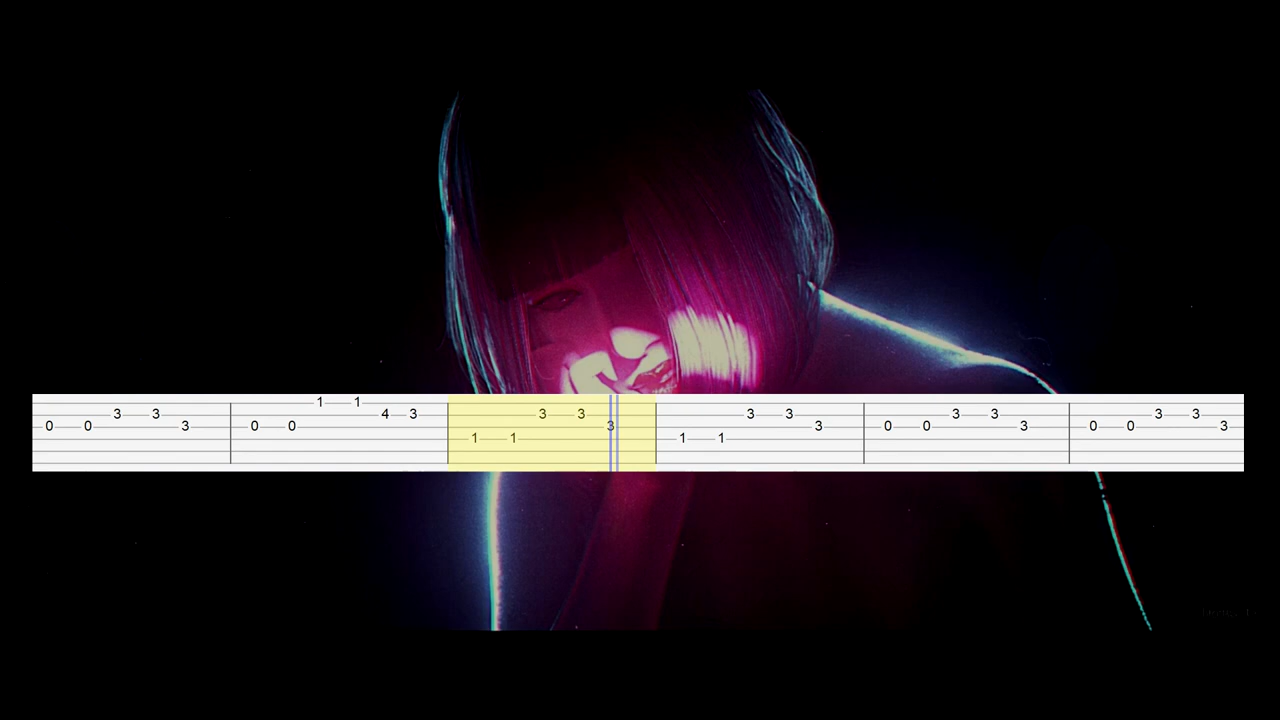 1 1
3 3 4 3 3 3 3 3 3 3 3 3
0 0 3 0 0 3 3 0 0 3 0 0 3
1 1 1 1